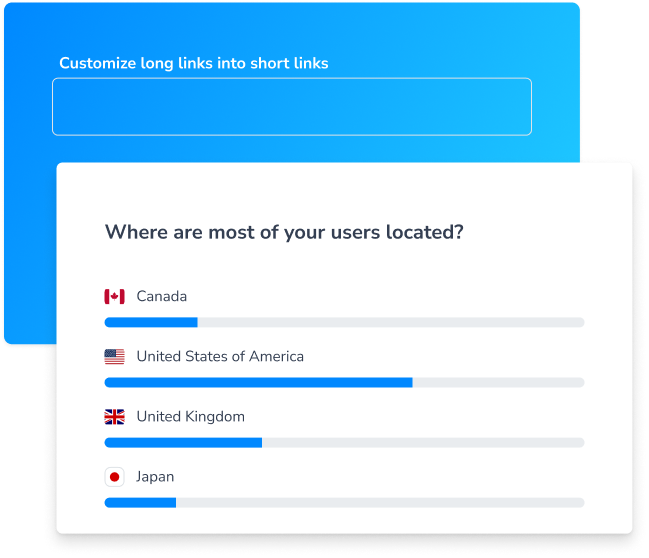 Customize long links into short links
Where are most of your users located?
Canada
United States of America
United Kingdom
Japan